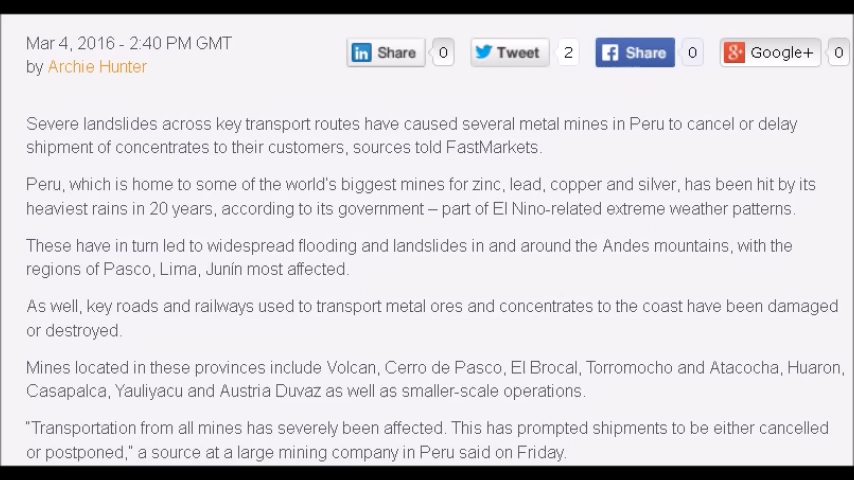 Mar 4, 2016 - 2:40 PM GMT
by Archie Hunter
in Share 0 Tweet 2 f Share 0 g+ Google+ 0
Severe landslides across key transport routes have caused several metal mines in Peru to cancel or delay
shipment of concentrates to their customers, sources told FastMarkets.
Peru, which is home to some of the world's biggest mines for zinc, lead, copper and silver, has been hit by its
heaviest rains in 20 years, according to its government – part of El Nino-related extreme weather patterns.
These have in turn led to widespread flooding and landslides in and around the Andes mountains, with the
regions of Pasco, Lima, Junín most affected.
As well, key roads and railways used to transport metal ores and concentrates to the coast have been damaged
or destroyed.
Mines located in these provinces include Volcan, Cerro de Pasco, El Brocal, Torromocho and Atacocha, Huaron,
Casapalca, Yauliyacu and Austria Duvaz as well as smaller-scale operations.
"Transportation from all mines has severely been affected. This has prompted shipments to be either cancelled
or postponed," a source at a large mining company in Peru said on Friday.